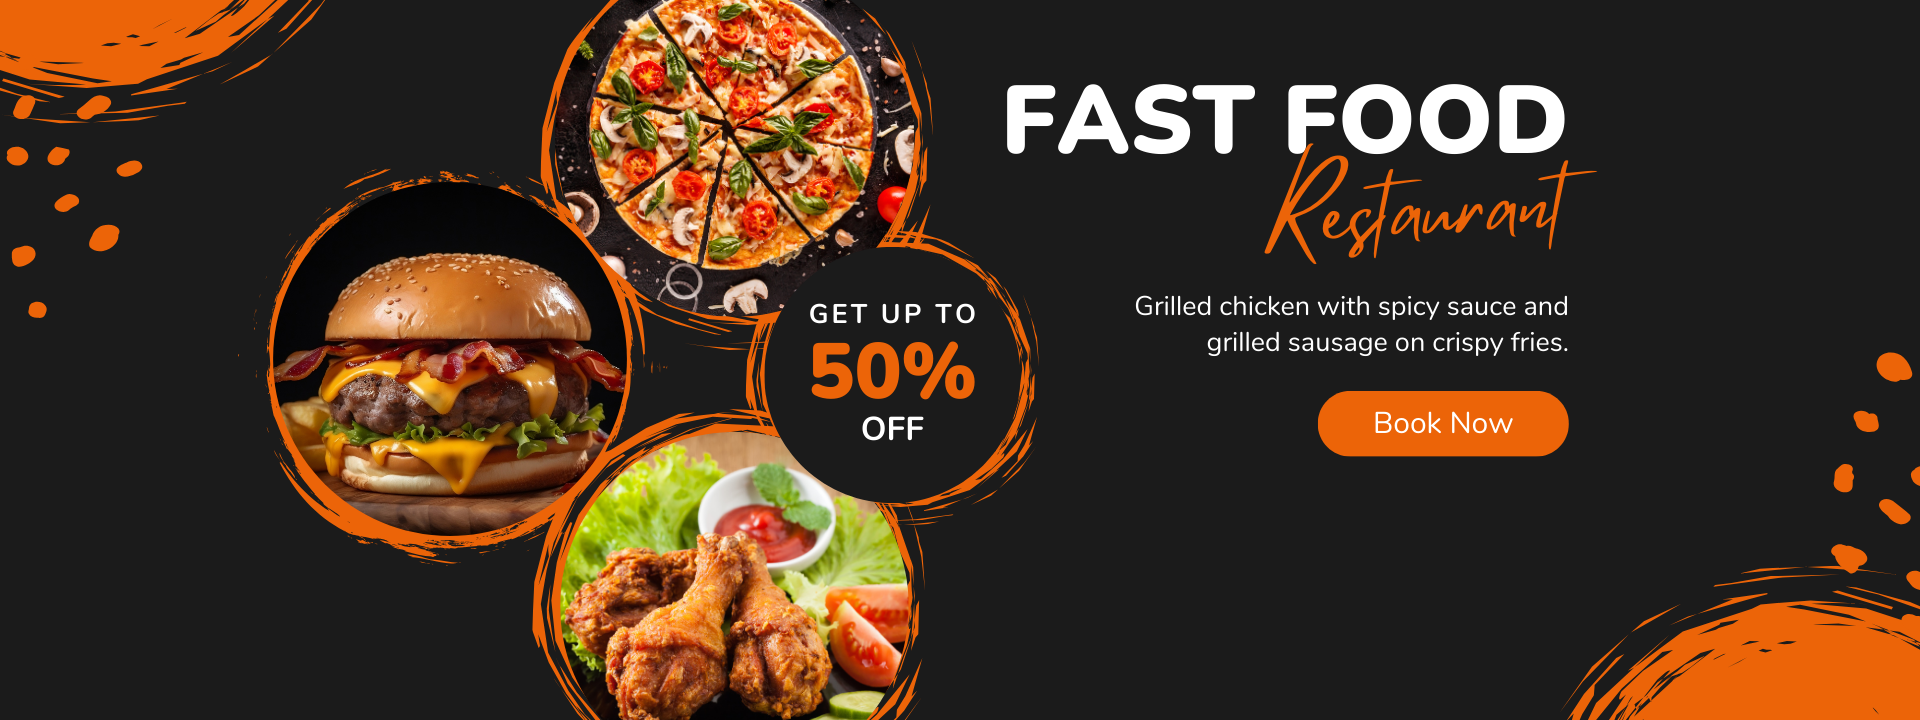 FAST FOOD
Restaurant
Grilled chicken with spicy sauce and
grilled sausage on crispy fries.
Book Now
GET UP TO
50%
OFF